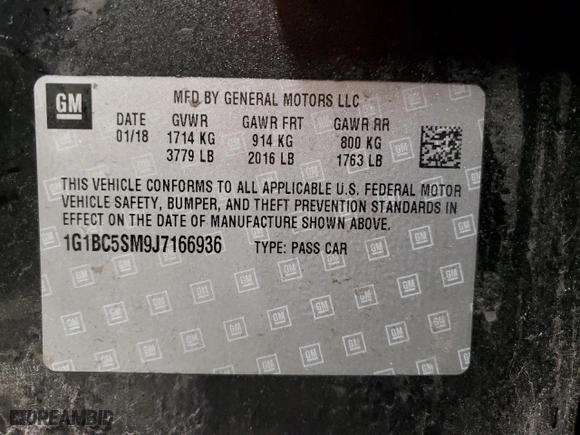 GM
MFD BY GENERAL MOTORS LLC
DATE GVWR GAWR FRT GAWR RR
01/18 1714 KG 914 KG 800 KG
3779 LB 2016 LB 1763 LB
THIS VEHICLE CONFORMS TO ALL APPLICABLE U.S. FEDERAL MOTOR
VEHICLE SAFETY, BUMPER, AND THEFT PREVENTION STANDARDS IN
EFFECT ON THE DATE OF MANUFACTURE SHOWN ABOVE.
1G1BC5SM9J7166936 TYPE: PASS CAR
DREAMBID